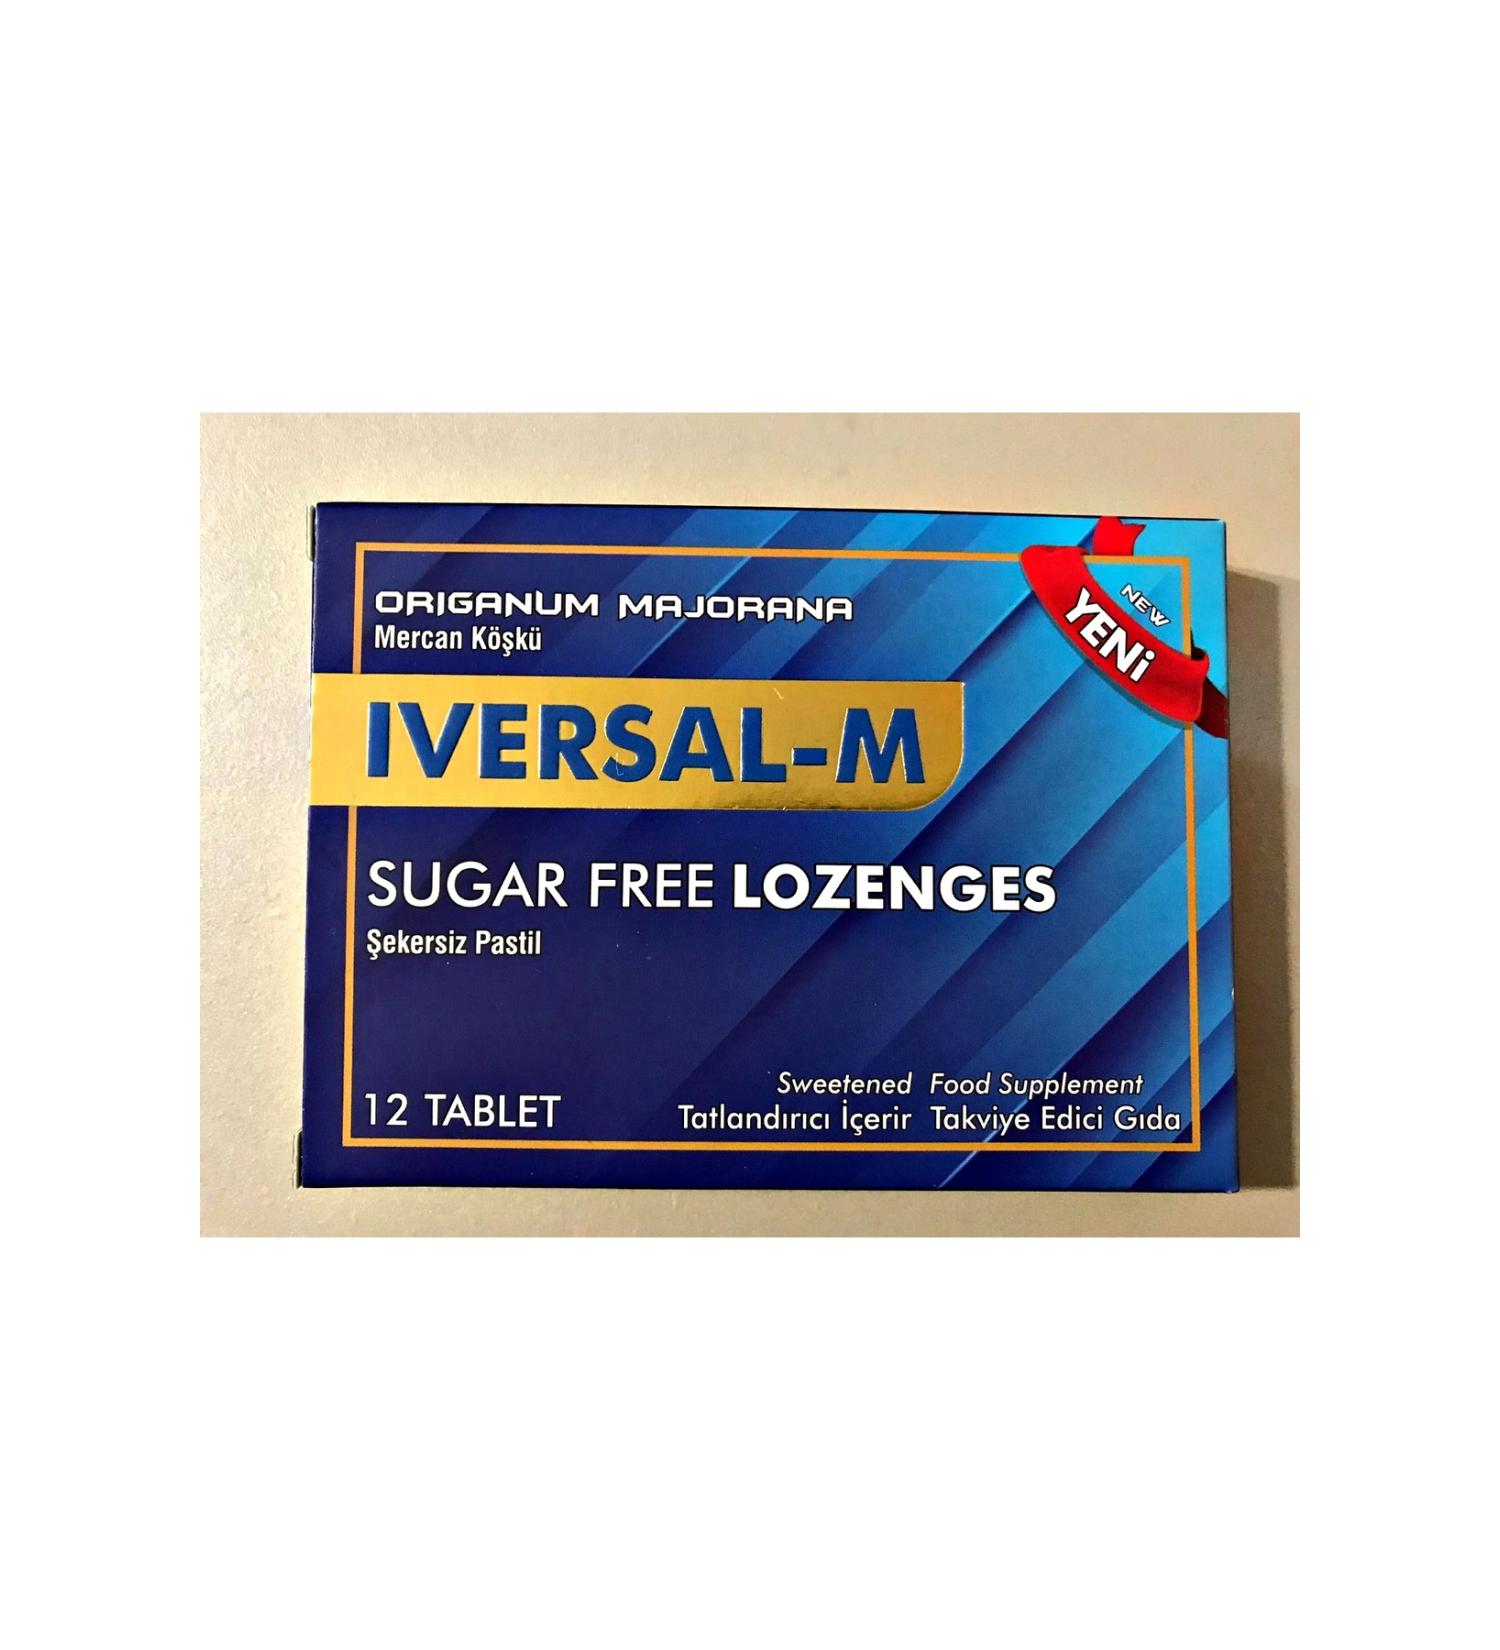 ORIGANUM MAJORANA
Mercan Köşkü
NEW
YENİ
IVERSAL-M
SUGAR FREE LOZENGES
Şekersiz Pastil
12 TABLET
Sweetened Food Supplement
Tatlandırıcı İçerir Takviye Edici Gıda